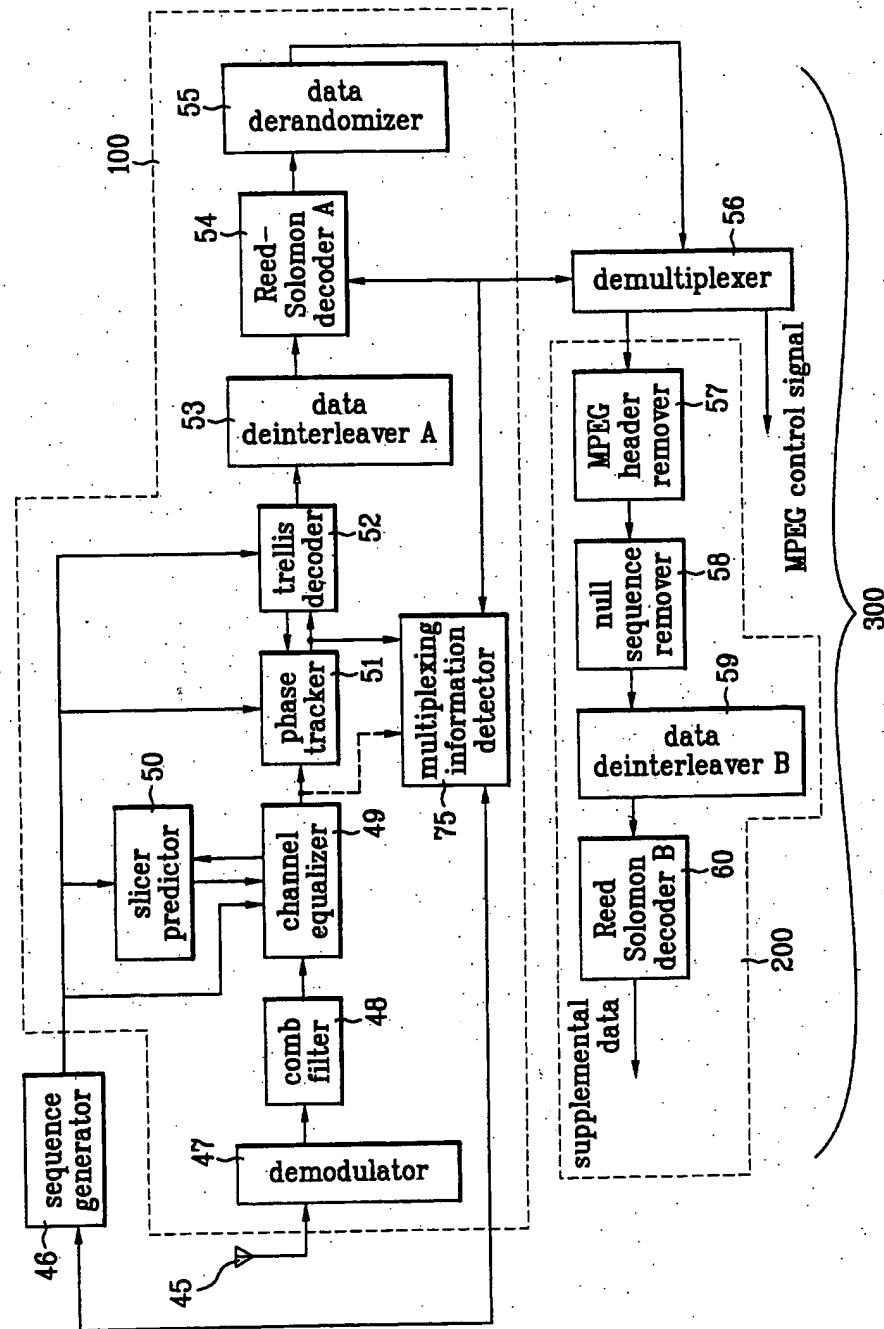 46
sequence
generator
100
50
slicer
predictor
45
47
demodulator
comb
filter
48
channel
equalizer
49
phase
tracker
51
trellis
decoder
52
53
data
deinterleaver A
54
Reed-
Solomon
decoder A
55
data
derandomizer
75
multiplexing
information
detector
demultiplexer
56
MPEG control signal
MPEG
header
remover
57
null
sequence
remover
58
59
data
deinterleaver B
Reed
Solomon
decoder B
60
supplemental
data
200
300